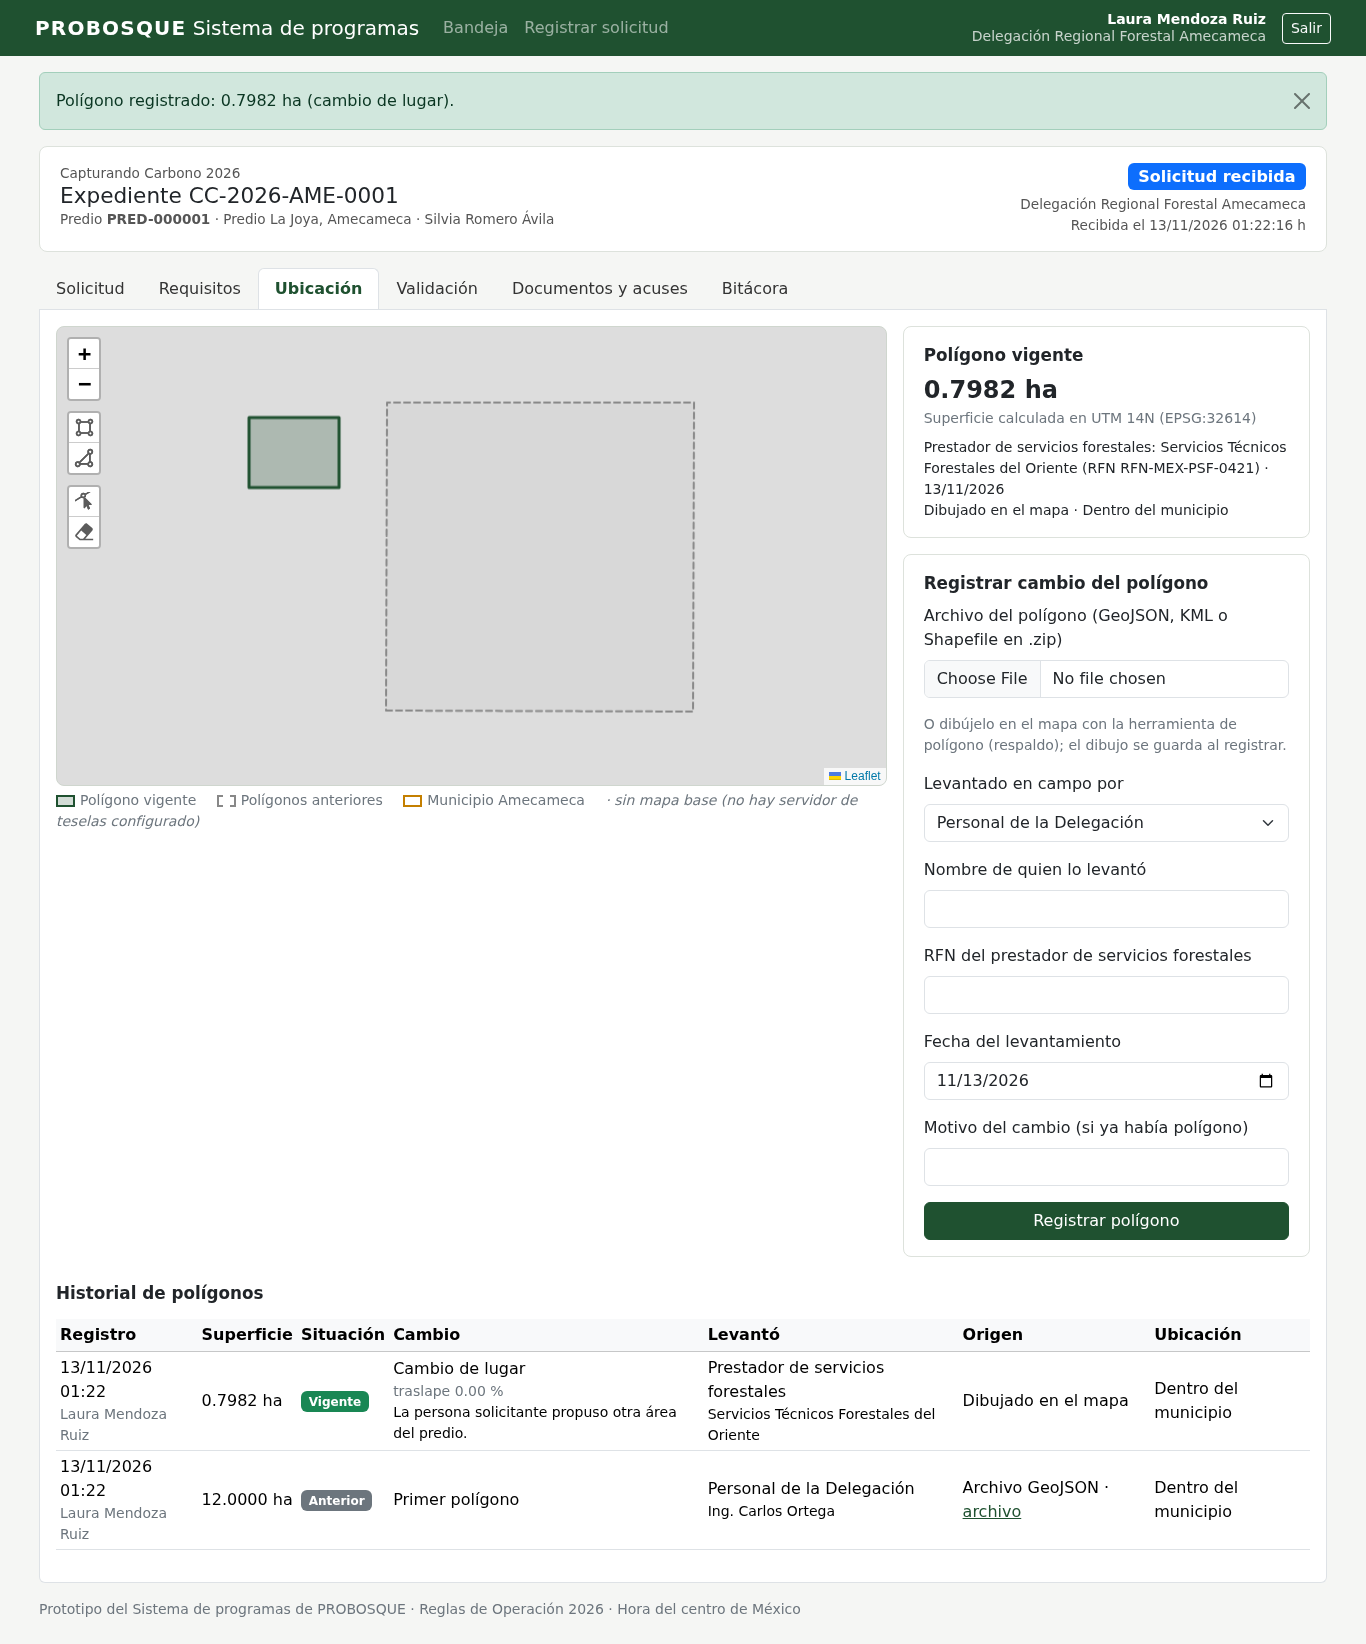 PROBOSQUE Sistema de programas
Bandeja
Registrar solicitud
Laura Mendoza Ruiz
Delegación Regional Forestal Amecameca
Salir
Polígono registrado: 0.7982 ha (cambio de lugar).
Capturando Carbono 2026
Expediente CC-2026-AME-0001
Predio PRED-000001 · Predio La Joya, Amecameca · Silvia Romero Ávila
Solicitud recibida
Delegación Regional Forestal Amecameca
Recibida el 13/11/2026 01:22:16 h
Solicitud
Requisitos
Ubicación
Validación
Documentos y acuses
Bitácora
+
−
Leaflet
Polígono vigente
Polígonos anteriores
Municipio Amecameca
· sin mapa base (no hay servidor de
teselas configurado)
Polígono vigente
0.7982 ha
Superficie calculada en UTM 14N (EPSG:32614)
Prestador de servicios forestales: Servicios Técnicos
Forestales del Oriente (RFN RFN-MEX-PSF-0421) ·
13/11/2026
Dibujado en el mapa · Dentro del municipio
Registrar cambio del polígono
Archivo del polígono (GeoJSON, KML o
Shapefile en .zip)
Choose File
No file chosen
O dibújelo en el mapa con la herramienta de
polígono (respaldo); el dibujo se guarda al registrar.
Levantado en campo por
Personal de la Delegación
Nombre de quien lo levantó
RFN del prestador de servicios forestales
Fecha del levantamiento
11/13/2026
Motivo del cambio (si ya había polígono)
Registrar polígono
Historial de polígonos
Registro
Superficie
Situación
Cambio
Levantó
Origen
Ubicación
13/11/2026
01:22
Laura Mendoza
Ruiz
0.7982 ha
Vigente
Cambio de lugar
traslape 0.00 %
La persona solicitante propuso otra área
del predio.
Prestador de servicios
forestales
Servicios Técnicos Forestales del
Oriente
Dibujado en el mapa
Dentro del
municipio
13/11/2026
01:22
Laura Mendoza
Ruiz
12.0000 ha
Anterior
Primer polígono
Personal de la Delegación
Ing. Carlos Ortega
Archivo GeoJSON ·
archivo
Dentro del
municipio
Prototipo del Sistema de programas de PROBOSQUE · Reglas de Operación 2026 · Hora del centro de México